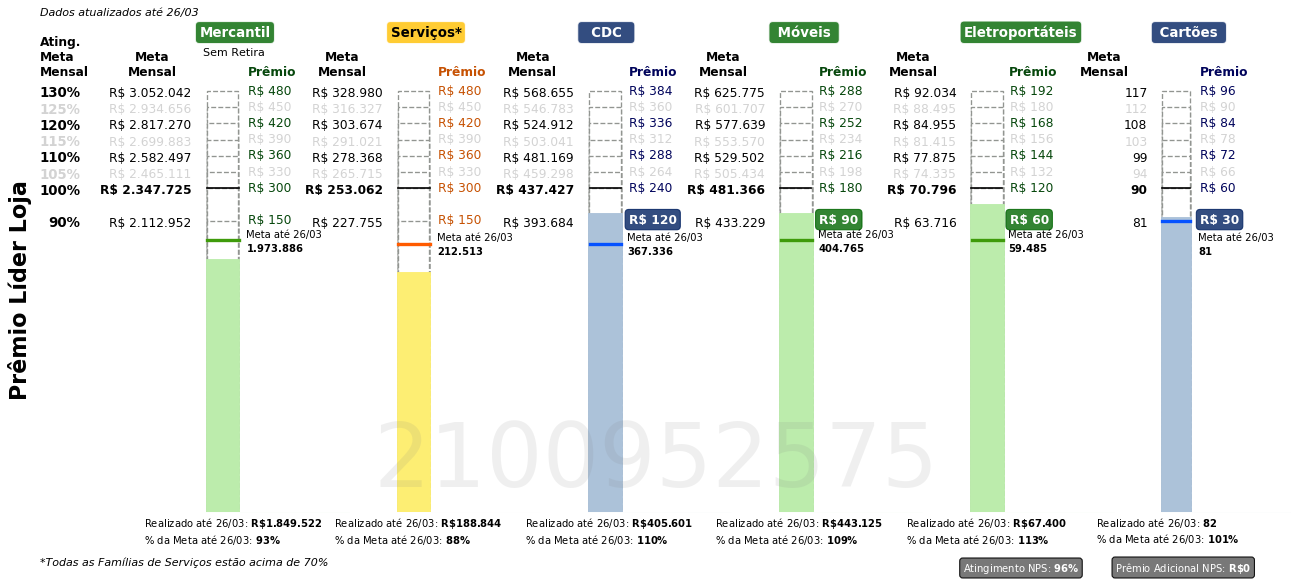 Dados atualizados até 26/03
Mercantil Serviços* CDC Móveis Eletroportáteis Cartões
Sem Retira
Ating. Meta Mensal Meta Mensal Prêmio Meta Mensal Prêmio Meta Mensal Prêmio Meta Mensal Prêmio Meta Mensal Prêmio Meta Mensal Prêmio
130% R$ 3.052.042 R$ 480 R$ 328.980 R$ 480 R$ 568.655 R$ 384 R$ 625.775 R$ 288 R$ 92.034 R$ 192 117 R$ 96
125% R$ 2.934.656 R$ 450 R$ 316.327 R$ 450 R$ 546.783 R$ 360 R$ 601.707 R$ 270 R$ 88.495 R$ 180 112 R$ 90
120% R$ 2.817.270 R$ 420 R$ 303.674 R$ 420 R$ 524.912 R$ 336 R$ 577.639 R$ 252 R$ 84.955 R$ 168 108 R$ 84
115% R$ 2.699.883 R$ 390 R$ 291.021 R$ 390 R$ 503.041 R$ 312 R$ 553.570 R$ 234 R$ 81.415 R$ 156 103 R$ 78
110% R$ 2.582.497 R$ 360 R$ 278.368 R$ 360 R$ 481.169 R$ 288 R$ 529.502 R$ 216 R$ 77.875 R$ 144 99 R$ 72
105% R$ 2.465.111 R$ 330 R$ 265.715 R$ 330 R$ 459.298 R$ 264 R$ 505.434 R$ 198 R$ 74.335 R$ 132 94 R$ 66
100% R$ 2.347.725 R$ 300 R$ 253.062 R$ 300 R$ 437.427 R$ 240 R$ 481.366 R$ 180 R$ 70.796 R$ 120 90 R$ 60
90% R$ 2.112.952 R$ 150 R$ 227.755 R$ 150 R$ 393.684 R$ 120 R$ 433.229 R$ 90 R$ 63.716 R$ 60 81 R$ 30
Meta até 26/03 Meta até 26/03 Meta até 26/03 Meta até 26/03 Meta até 26/03 Meta até 26/03
1.973.886 212.513 367.336 404.765 59.485 81
Prêmio Líder Loja
2100952575
Realizado até 26/03: R$1.849.522 Realizado até 26/03: R$188.844 Realizado até 26/03: R$405.601 Realizado até 26/03: R$443.125 Realizado até 26/03: R$67.400 Realizado até 26/03: 82
% da Meta até 26/03: 93% % da Meta até 26/03: 88% % da Meta até 26/03: 110% % da Meta até 26/03: 109% % da Meta até 26/03: 113% % da Meta até 26/03: 101%
*Todas as Famílias de Serviços estão acima de 70% Atingimento NPS: 96% Prêmio Adicional NPS: R$0